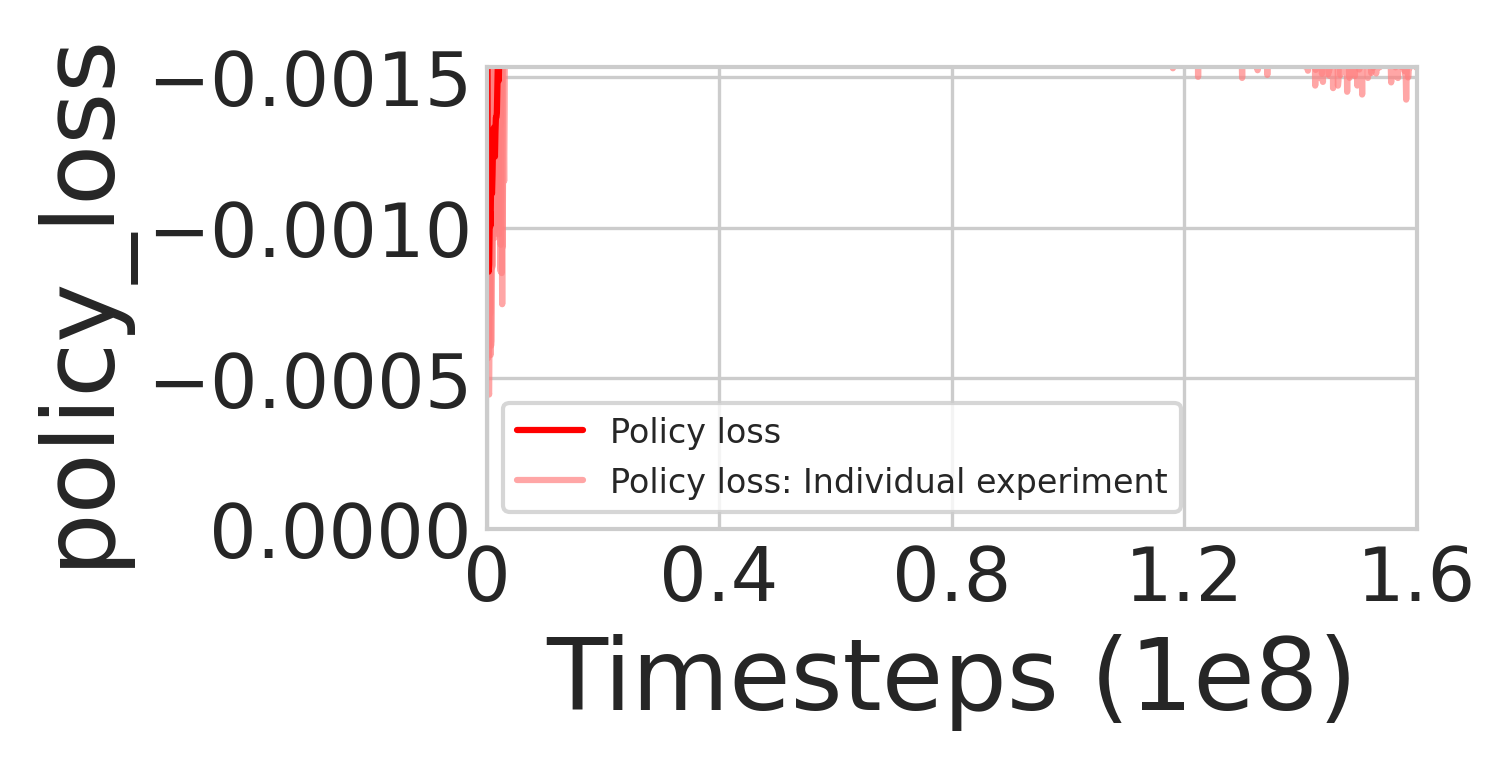 policy_loss
−0.0015
−0.0010
−0.0005
0.0000
Policy loss
Policy loss: Individual experiment
0 0.4 0.8 1.2 1.6
Timesteps (1e8)